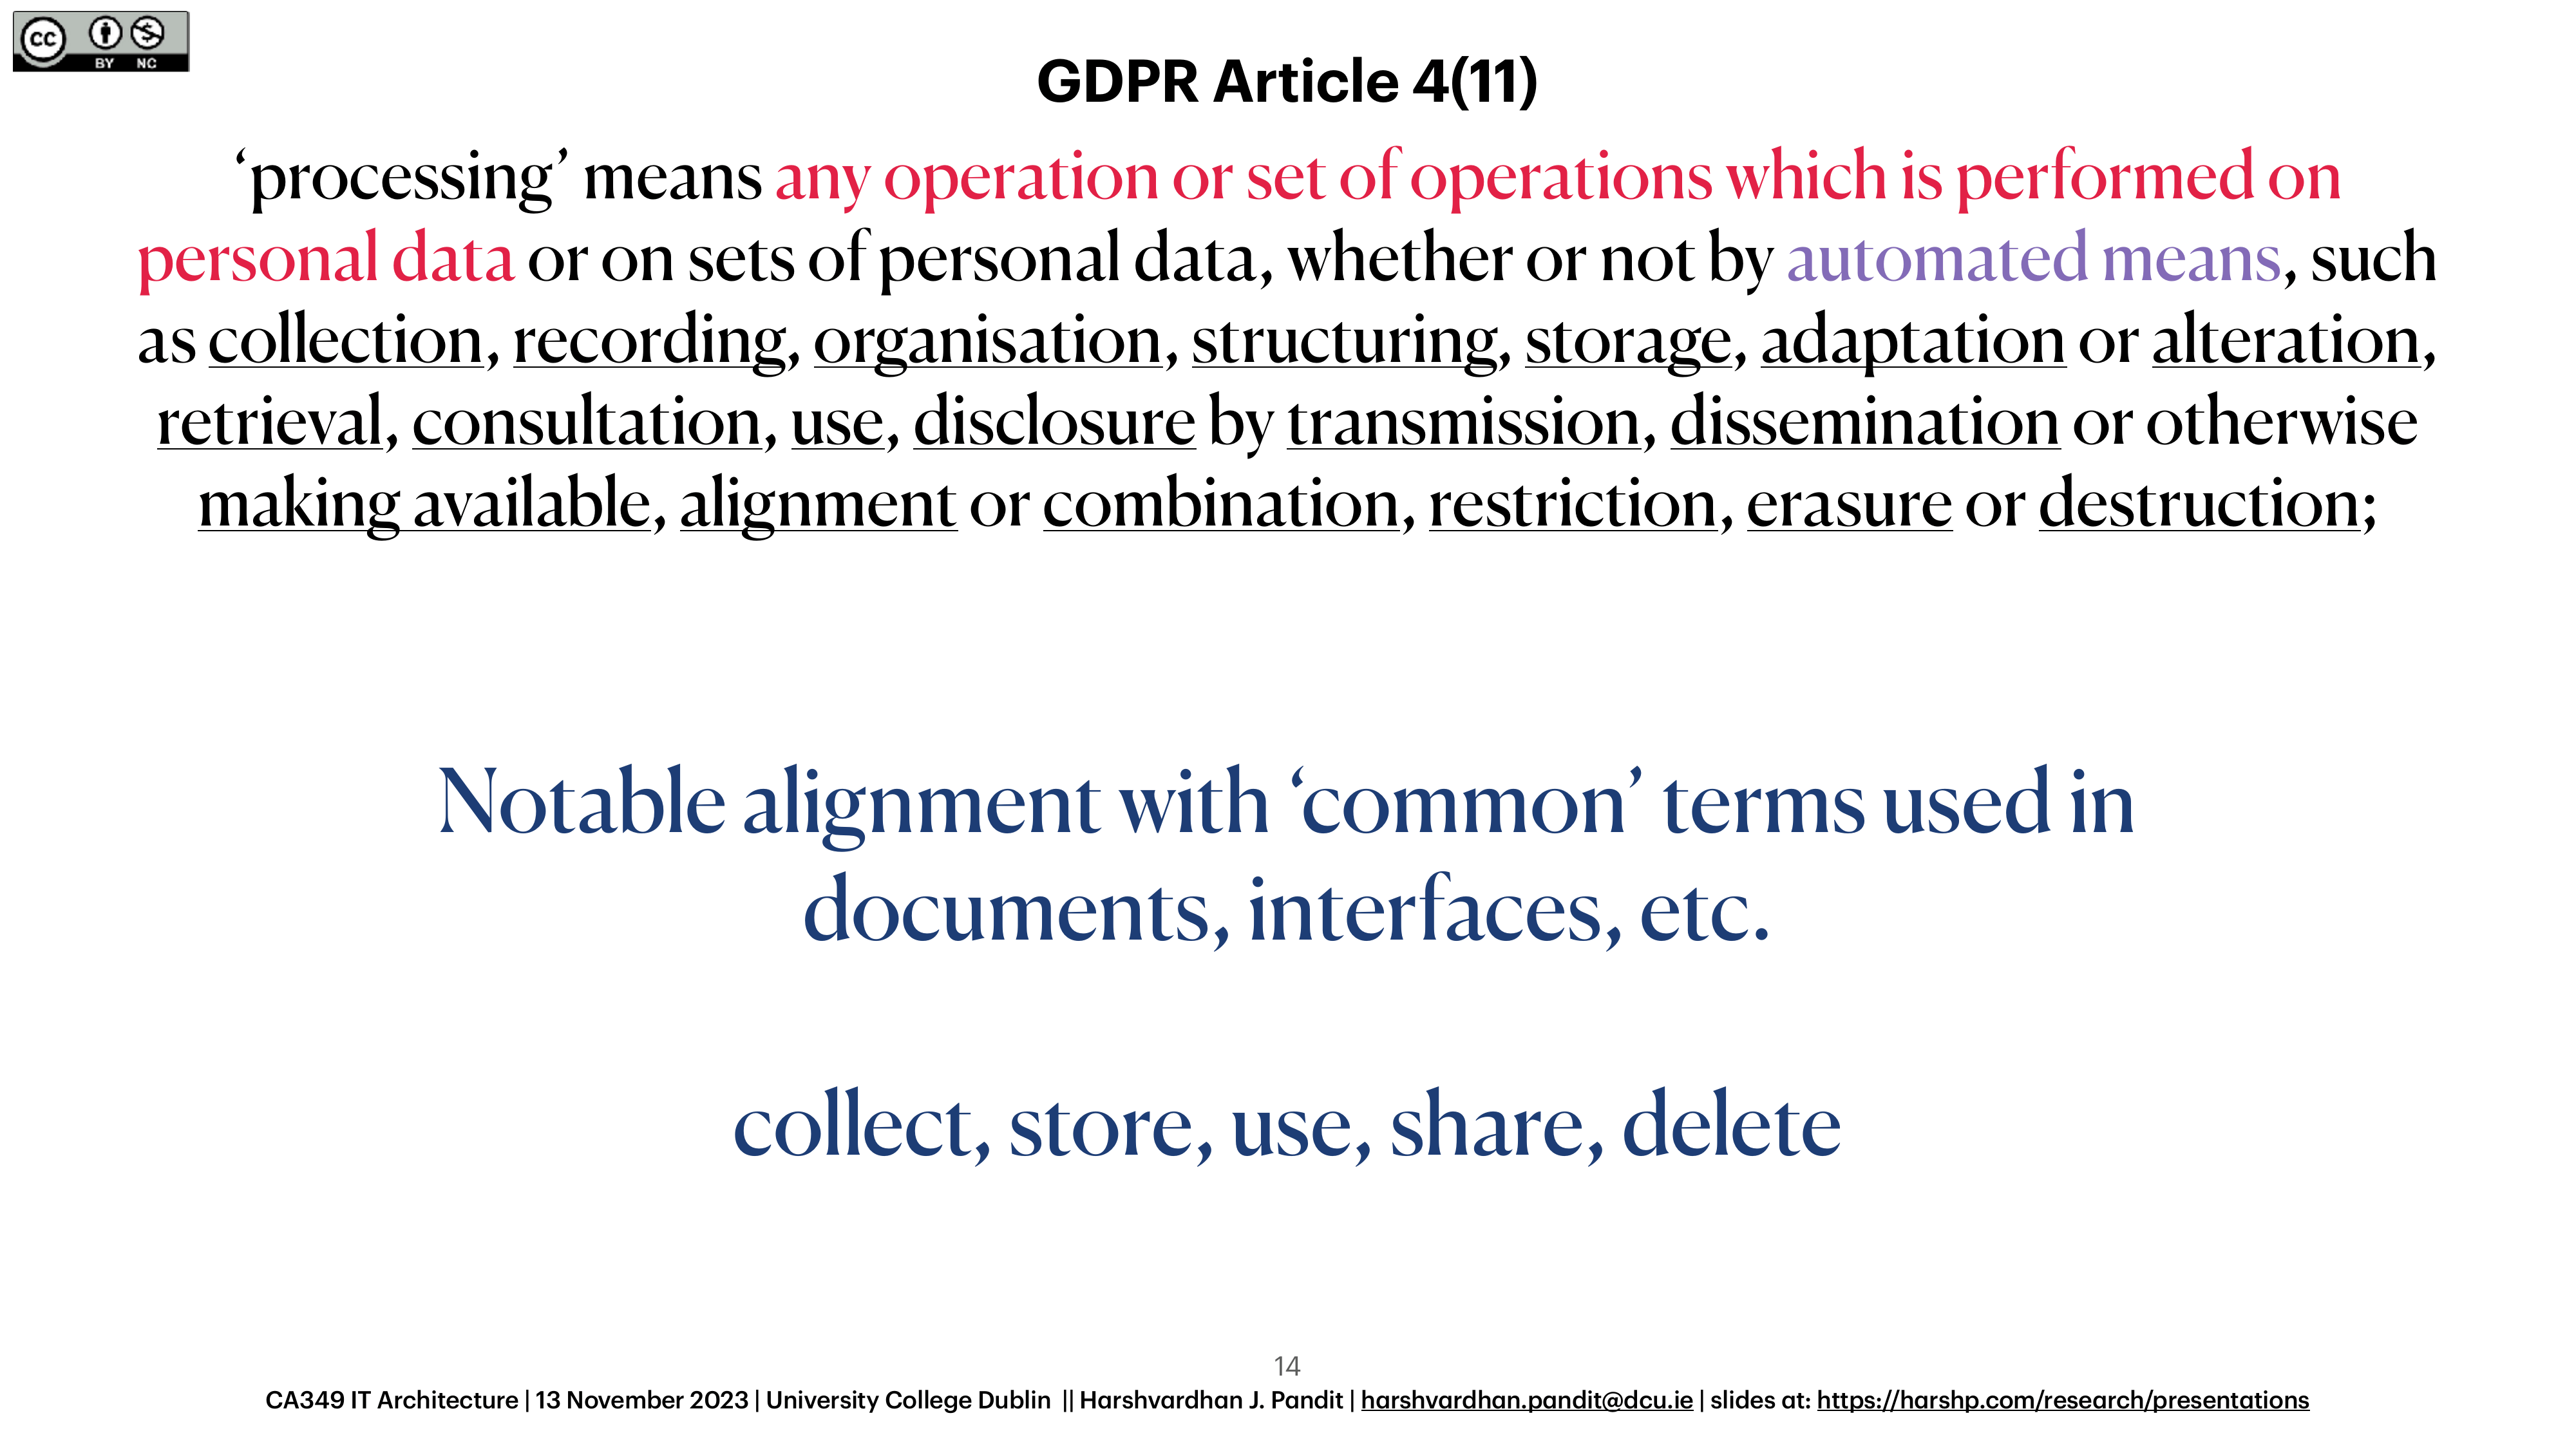 cc
BY NC
GDPR Article 4(11)
‘processing’ means any operation or set of operations which is performed on
personal data or on sets of personal data, whether or not by automated means, such
as collection, recording, organisation, structuring, storage, adaptation or alteration,
retrieval, consultation, use, disclosure by transmission, dissemination or otherwise
making available, alignment or combination, restriction, erasure or destruction;
Notable alignment with ‘common’ terms used in
documents, interfaces, etc.
collect, store, use, share, delete
14
CA349 IT Architecture | 13 November 2023 | University College Dublin || Harshvardhan J. Pandit | harshvardhan.pandit@dcu.ie | slides at: https://harshp.com/research/presentations